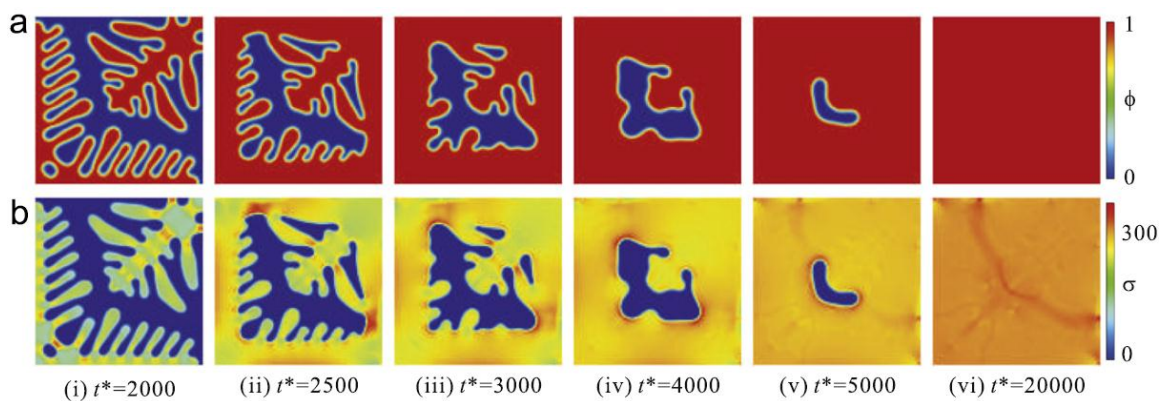 a
1
ϕ
0
b
300
σ
0
(i) t*=2000 (ii) t*=2500 (iii) t*=3000 (iv) t*=4000 (v) t*=5000 (vi) t*=20000